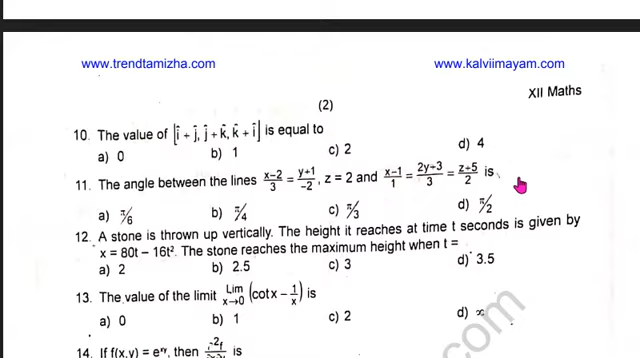 www.trendtamizha.com www.kalviimayam.com
(2)
XII Maths
10. The value of [î + ĵ, ĵ + k̂, k̂ + î] is equal to
a) 0 b) 1 c) 2 d) 4
11. The angle between the lines (x−2)/3 = (y+1)/−2, z = 2 and (x−1)/1 = (2y+3)/3 = (z+5)/2 is
a) π/6 b) π/4 c) π/3 d) π/2
12. A stone is thrown up vertically. The height it reaches at time t seconds is given by
x = 80t − 16t². The stone reaches the maximum height when t =
a) 2 b) 2.5 c) 3 d) 3.5
13. The value of the limit Lim x→0 (cotx − 1/x) is
a) 0 b) 1 c) 2 d) ∞
14. If f(x,y) = e^xy, then is
.com